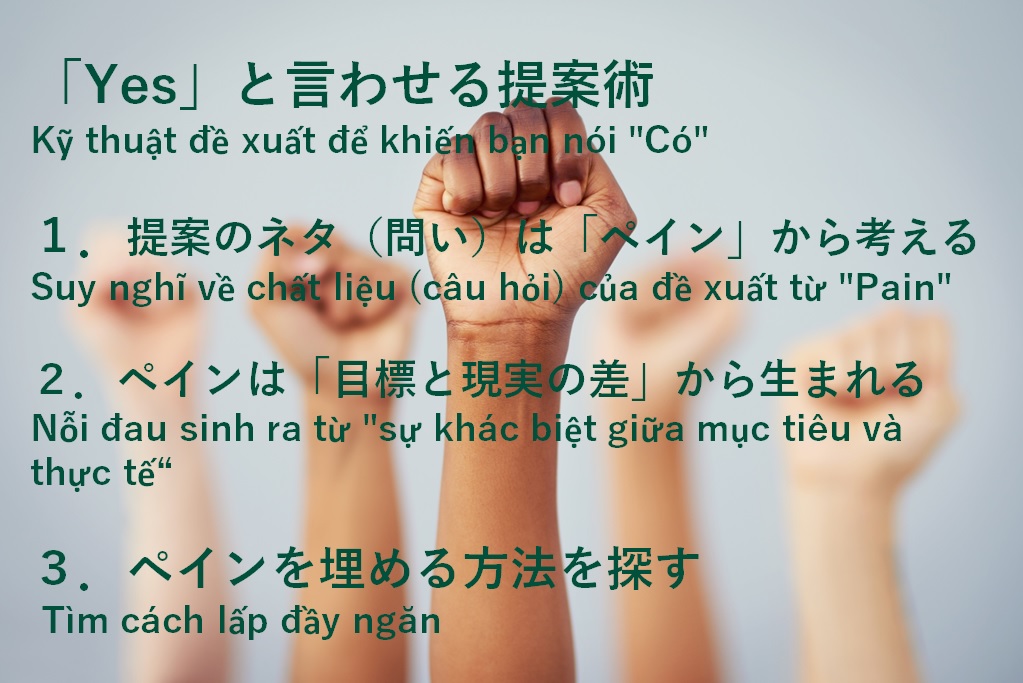 「Yes」と言わせる提案術
Kỹ thuật đề xuất để khiến bạn nói "Có"
１．提案のネタ（問い）は「ペイン」から考える
Suy nghĩ về chất liệu (câu hỏi) của đề xuất từ "Pain"
２．ペインは「目標と現実の差」から生まれる
Nỗi đau sinh ra từ "sự khác biệt giữa mục tiêu và
thực tế“
３．ペインを埋める方法を探す
Tìm cách lấp đầy ngăn